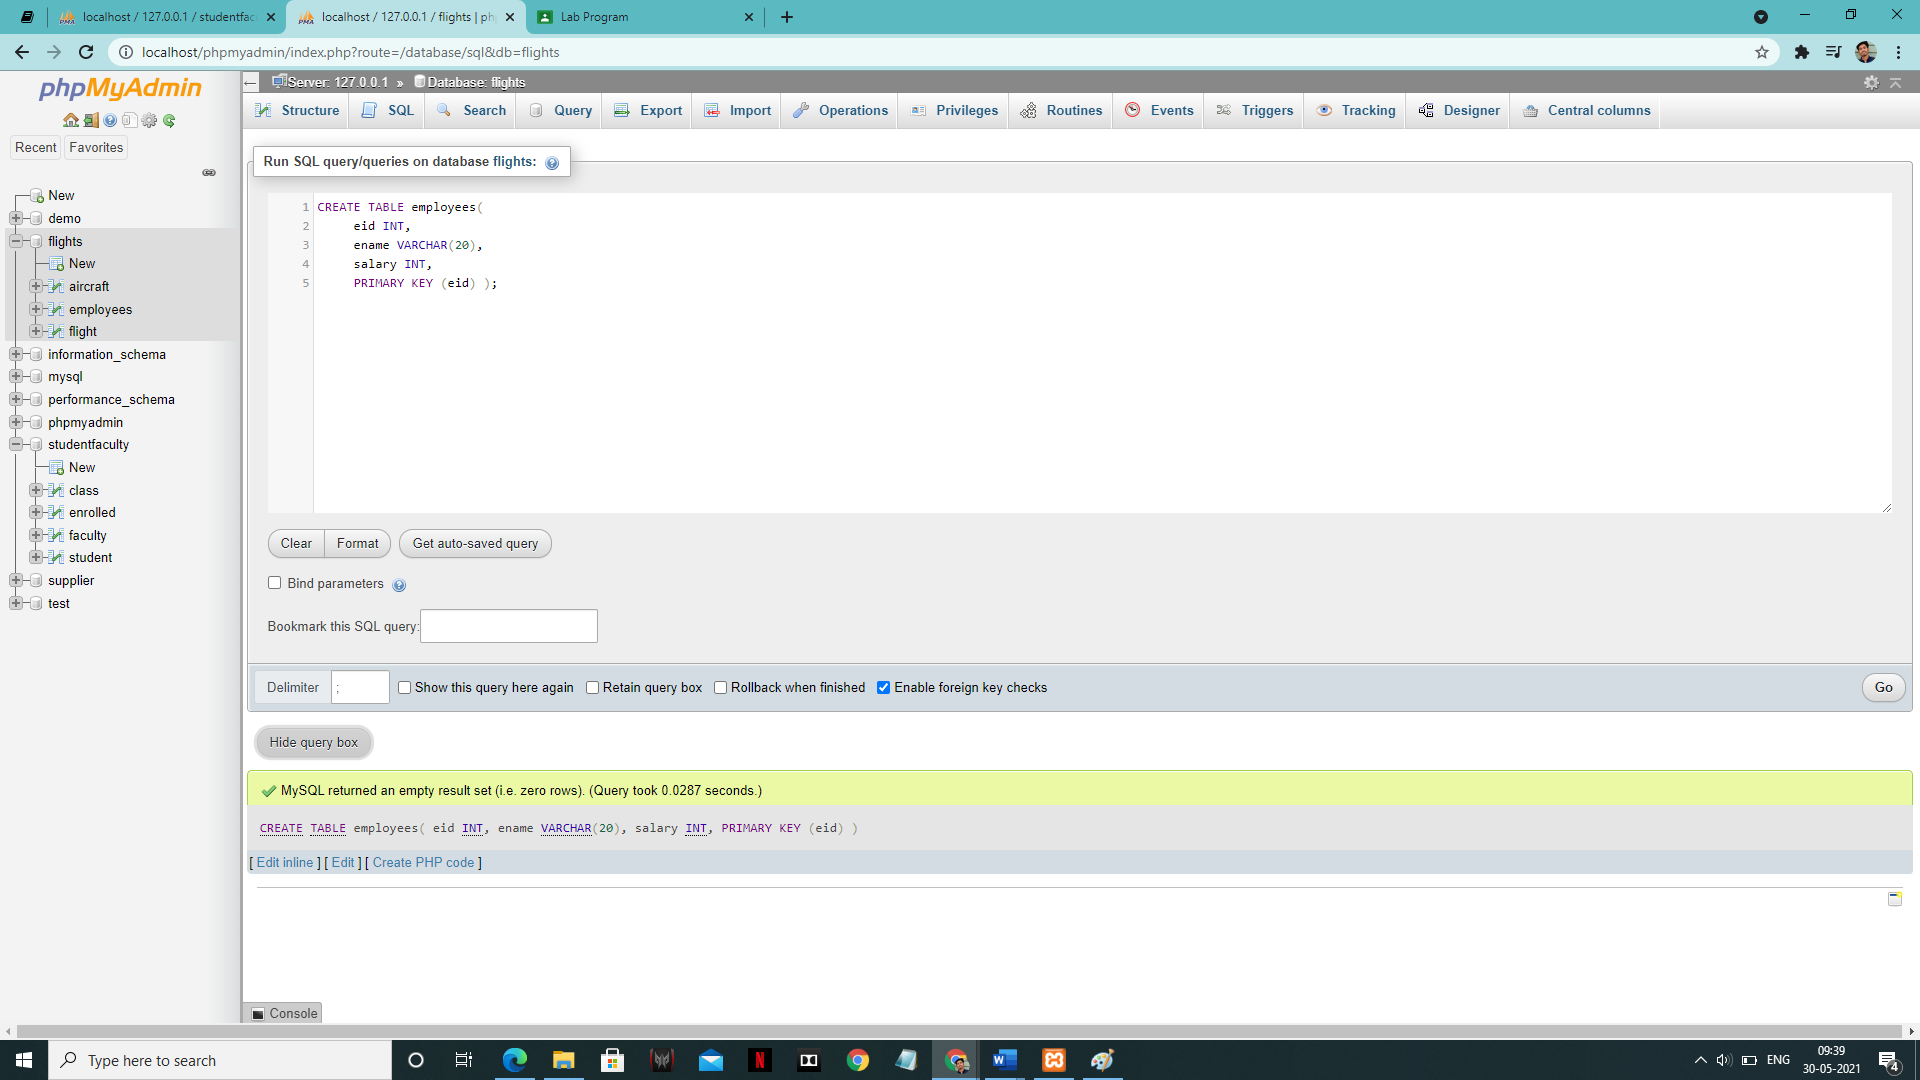 localhost / 127.0.0.1 / studentfac
localhost / 127.0.0.1 / flights | ph
Lab Program
localhost/phpmyadmin/index.php?route=/database/sql&db=flights
phpMyAdmin
Recent
Favorites
New
demo
flights
New
aircraft
employees
flight
information_schema
mysql
performance_schema
phpmyadmin
studentfaculty
New
class
enrolled
faculty
student
supplier
test
Server: 127.0.0.1 » Database: flights
Structure
SQL
Search
Query
Export
Import
Operations
Privileges
Routines
Events
Triggers
Tracking
Designer
Central columns
Run SQL query/queries on database flights:
1 CREATE TABLE employees(
2 eid INT,
3 ename VARCHAR(20),
4 salary INT,
5 PRIMARY KEY (eid) );
Clear
Format
Get auto-saved query
Bind parameters
Bookmark this SQL query:
Delimiter ;
Show this query here again
Retain query box
Rollback when finished
Enable foreign key checks
Go
Hide query box
MySQL returned an empty result set (i.e. zero rows). (Query took 0.0287 seconds.)
CREATE TABLE employees( eid INT, ename VARCHAR(20), salary INT, PRIMARY KEY (eid) )
[ Edit inline ] [ Edit ] [ Create PHP code ]
Console
Type here to search
ENG
09:39
30-05-2021
4